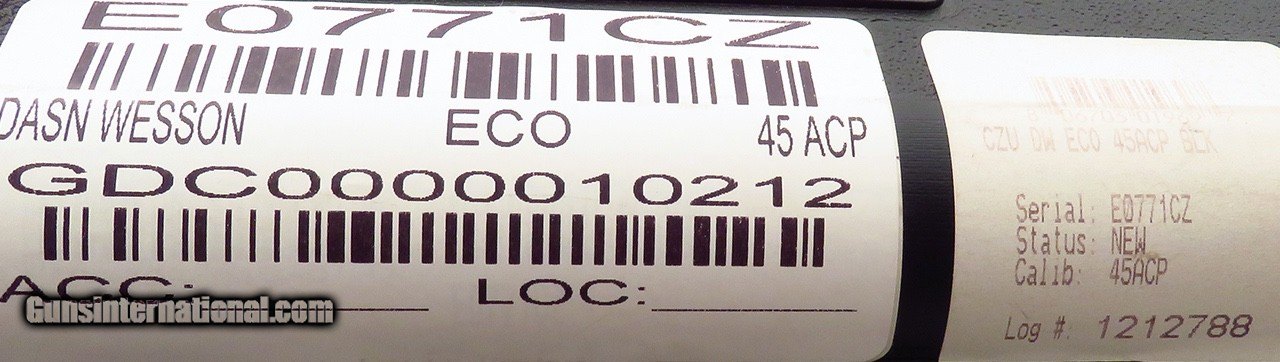 E0771CZ
DASN WESSON ECO 45 ACP
GDC0000010212
ACC: LOC:
Gunsinternational.com
CZU DW ECO 45ACP BLK
Serial: E0771CZ
Status: NEW
Calib: 45ACP
Log #: 1212788